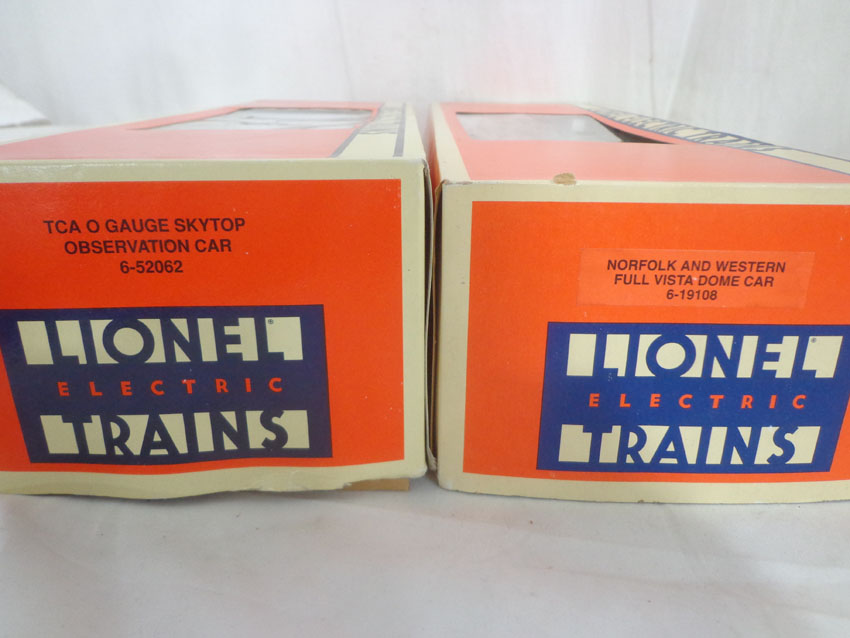 TCA O GAUGE SKYTOP
OBSERVATION CAR
6-52062
LIONEL®
ELECTRIC
TRAINS
NORFOLK AND WESTERN
FULL VISTA DOME CAR
6-19108
LIONEL®
ELECTRIC
TRAINS